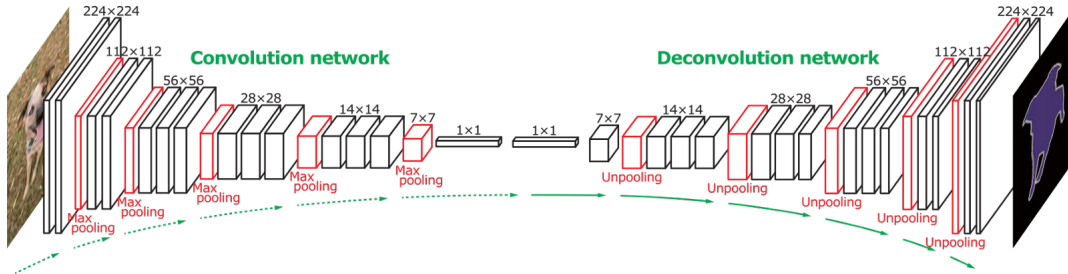 224×224
112×112
56×56
28×28
14×14
7×7
1×1
1×1
7×7
14×14
28×28
56×56
112×112
224×224
Convolution network
Deconvolution network
Max
pooling
Max
pooling
Max
pooling
Max
pooling
Max
pooling
Unpooling
Unpooling
Unpooling
Unpooling
Unpooling